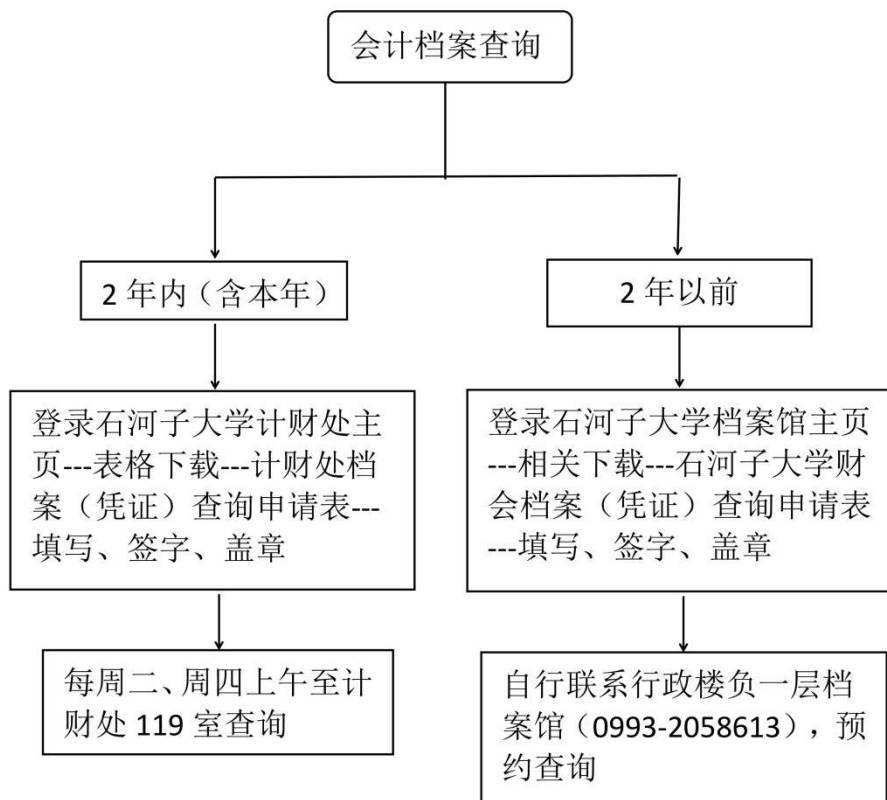 会计档案查询
2 年内（含本年）
2 年以前
登录石河子大学计财处主
页---表格下载---计财处档
案（凭证）查询申请表---
填写、签字、盖章
登录石河子大学档案馆主页
---相关下载---石河子大学财
会档案（凭证）查询申请表
---填写、签字、盖章
每周二、周四上午至计
财处 119 室查询
自行联系行政楼负一层档
案馆（0993-2058613），预
约查询